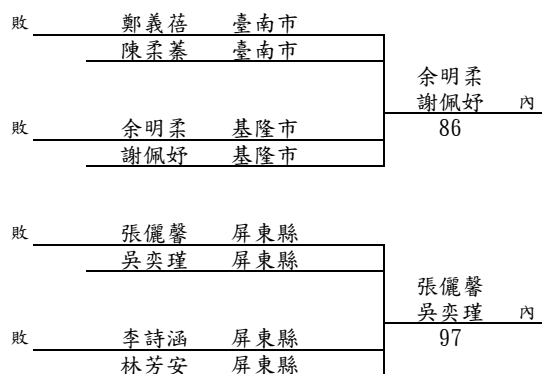 敗 鄭義蓓 臺南市
陳柔蓁 臺南市
余明柔
謝佩妤 內
敗 余明柔 基隆市 86
謝佩妤 基隆市
敗 張儷馨 屏東縣
吳奕瑾 屏東縣
張儷馨
吳奕瑾 內
敗 李詩涵 屏東縣 97
林芳安 屏東縣